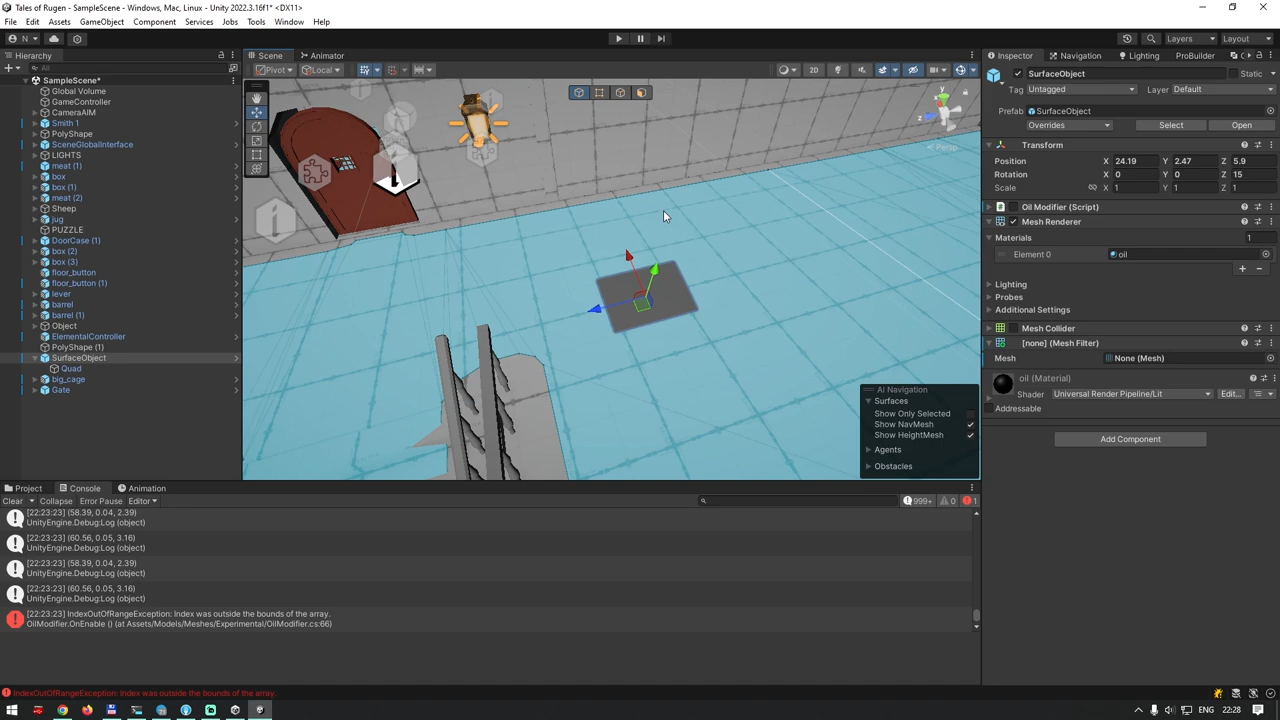 Tales of Rugen - SampleScene - Windows, Mac, Linux - Unity 2022.3.16f1* <DX11>
File Edit Assets GameObject Component Services Jobs Tools Window Help
N
Layers Layout
Hierarchy
All
SampleScene*
Global Volume
GameController
CameraAIM
Smith 1
PolyShape
SceneGlobalInterface
LIGHTS
meat (1)
box
box (1)
meat (2)
Sheep
jug
PUZZLE
DoorCase (1)
box (2)
box (3)
floor_button
floor_button (1)
lever
barrel
barrel (1)
Object
ElementalController
PolyShape (1)
SurfaceObject
Quad
big_cage
Gate
Scene Animator
Pivot Local 2D
y
z
Persp
AI Navigation
Surfaces
Show Only Selected
Show NavMesh
Show HeightMesh
Agents
Obstacles
Inspector Navigation Lighting ProBuilder
SurfaceObject Static
Tag Untagged Layer Default
Prefab SurfaceObject
Overrides Select Open
Transform
Position X 24.19 Y 2.47 Z 5.9
Rotation X 0 Y 0 Z 15
Scale X 1 Y 1 Z 1
Oil Modifier (Script)
Mesh Renderer
Materials 1
Element 0 oil
Lighting
Probes
Additional Settings
Mesh Collider
[none] (Mesh Filter)
Mesh None (Mesh)
oil (Material)
Shader Universal Render Pipeline/Lit Edit...
Addressable
Add Component
Project Console Animation
Clear Collapse Error Pause Editor 999+ 0 1
[22:23:23] (58.39, 0.04, 2.39)
UnityEngine.Debug:Log (object)
[22:23:23] (60.56, 0.05, 3.16)
UnityEngine.Debug:Log (object)
[22:23:23] (58.39, 0.04, 2.39)
UnityEngine.Debug:Log (object)
[22:23:23] (60.56, 0.05, 3.16)
UnityEngine.Debug:Log (object)
[22:23:23] IndexOutOfRangeException: Index was outside the bounds of the array.
OilModifier.OnEnable () (at Assets/Models/Meshes/Experimental/OilModifier.cs:66)
IndexOutOfRangeException: Index was outside the bounds of the array.
ENG 22:28